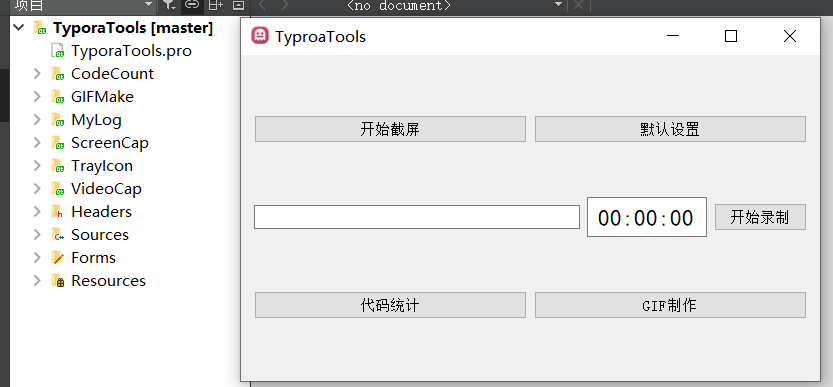 项目
<no document>
TyporaTools [master]
TyporaTools.pro
CodeCount
GIFMake
MyLog
ScreenCap
TrayIcon
VideoCap
Headers
Sources
Forms
Resources
TyproaTools
开始截屏
默认设置
00:00:00
开始录制
代码统计
GIF制作